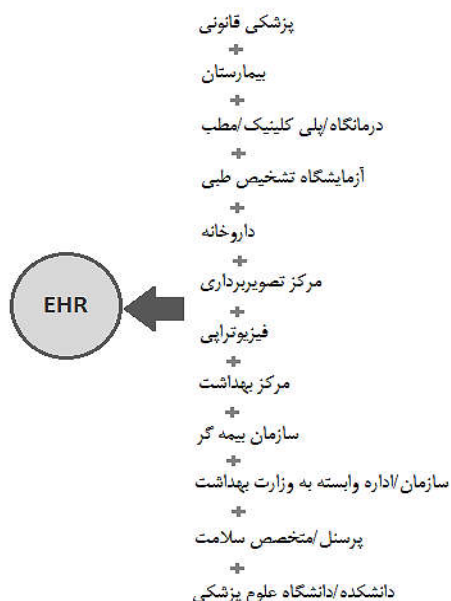 پزشکی قانونی
+
بیمارستان
+
درمانگاه/پلی کلینیک/مطب
+
آزمایشگاه تشخیص طبی
+
داروخانه
+
مرکز تصویربرداری
+
فیزیوتراپی
+
مرکز بهداشت
+
سازمان بیمه گر
+
سازمان/اداره وابسته به وزارت بهداشت
+
پرسنل/متخصص سلامت
+
دانشکده/دانشگاه علوم پزشکی
EHR